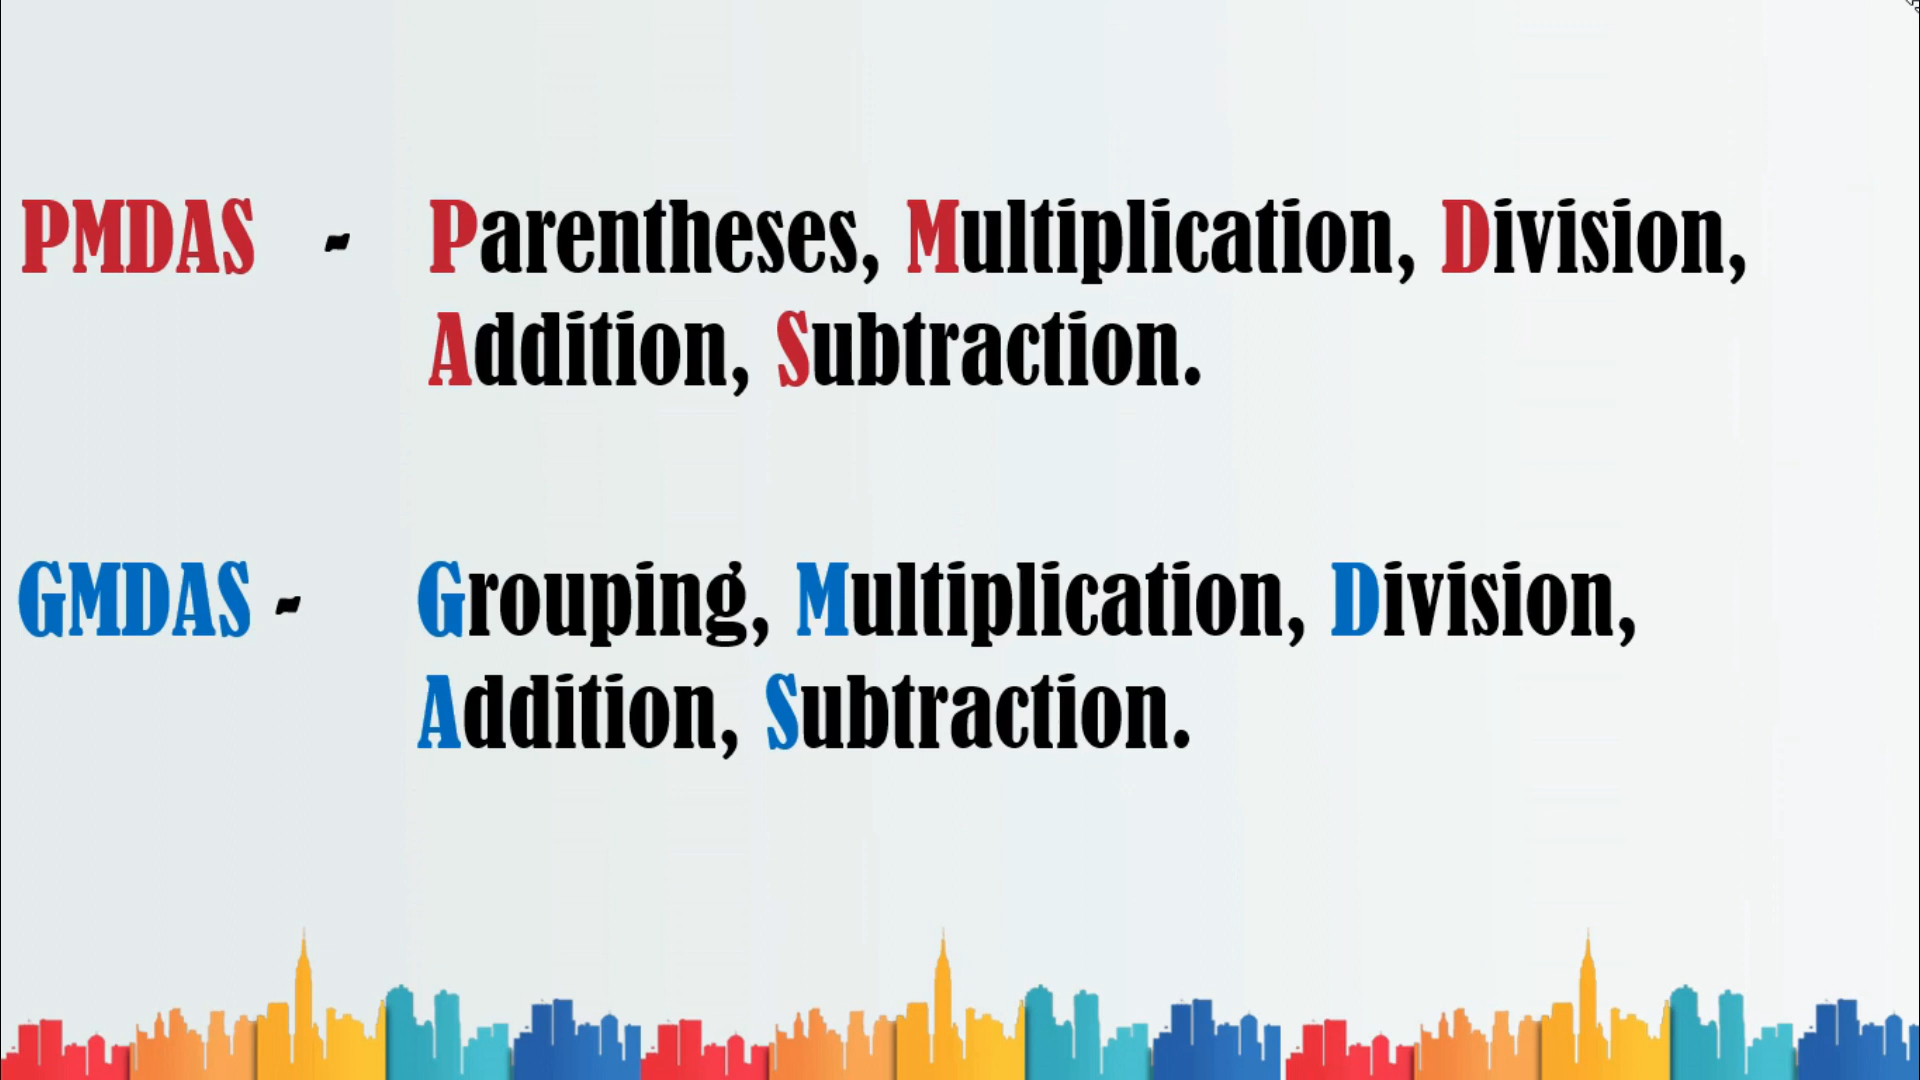 PMDAS - Parentheses, Multiplication, Division,
Addition, Subtraction.
GMDAS - Grouping, Multiplication, Division,
Addition, Subtraction.